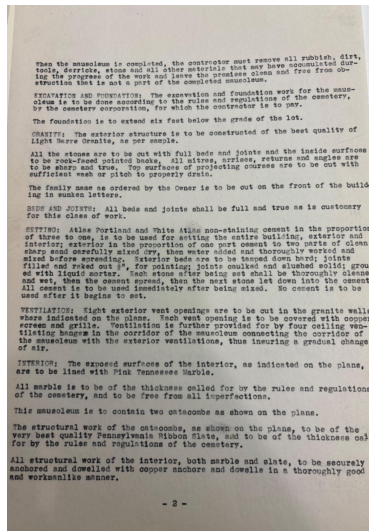 When the mausoleum is completed, the contractor must remove all rubbish, dirt,
tools, derricks, stone and all other materials that may have accumulated dur-
ing the progress of the work and leave the premises clean and free from ob-
struction that is not a part of the completed mausoleum.
EXCAVATION AND FOUNDATION: The excavation and foundation work for the maus-
oleum is to be done according to the rules and regulations of the cemetery,
by the cemetery corporation, for which the contractor is to pay.
The foundation is to extend six feet below the grade of the lot.
GRANITE: The exterior structure is to be constructed of the best quality of
Light Barre Granite, as per sample.
All the stones are to be cut with full beds and joints and the inside surfaces
to be rock-faced pointed backs. All mitres, arrises, returns and angles are
to be sharp and true. Tops of projecting courses are to be cut with
sufficient wash or pitch to properly drain.
The family name as ordered by the Owner is to be cut on the front of the build
ing in sunken letters.
BEDS AND JOINTS: All beds and joints shall be full and true as is customary
for this class of work.
SETTING: Atlas Portland and White Atlas non-staining cement in the proportion
of three to one, is to be used for setting the entire building, exterior and
interior; exterior in the proportion of one part cement to two parts of clean
sharp sand carefully mixed dry, then water added and thoroughly worked and
mixed before spreading. Exterior beds are to be tamped down hard; joints
filled and raked out ½", for pointing; joints caulked and slushed solid; grou
ed with liquid mortar. Each stone after being set shall be thoroughly cleane
and wet, then the cement spread, then the next stone let down into the cement
All cement is to be used immediately after being mixed. No cement is to be
used after it begins to set.
VENTILATION: Eight exterior vent openings are to be cut in the granite walls
where indicated on the plans. Each vent opening is to be covered with copper
screen and grille. Ventilation is further provided for by four ceiling ven-
tilating hangers in the corridor of the mausoleum connecting the corridor of
the mausoleum with the exterior ventilations, thus insuring a gradual change
of air.
INTERIOR: The exposed surfaces of the interior, as indicated on the plans,
are to be lined with Pink Tennessee Marble.
All marble is to be of the thickness called for by the rules and regulations
of the cemetery, and to be free from all imperfections.
This mausoleum is to contain two catacombs as shown on the plans.
The structural work of the catacombs, as shown on the plans, to be of the
very best quality Pennsylvania Ribbon Slate, and to be of the thickness cal
for by the rules and regulations of the cemetery.
All structural work of the interior, both marble and slate, to be securely
anchored and dowelled with copper anchors and dowells in a thoroughly good
and workmanlike manner.
- 2 -